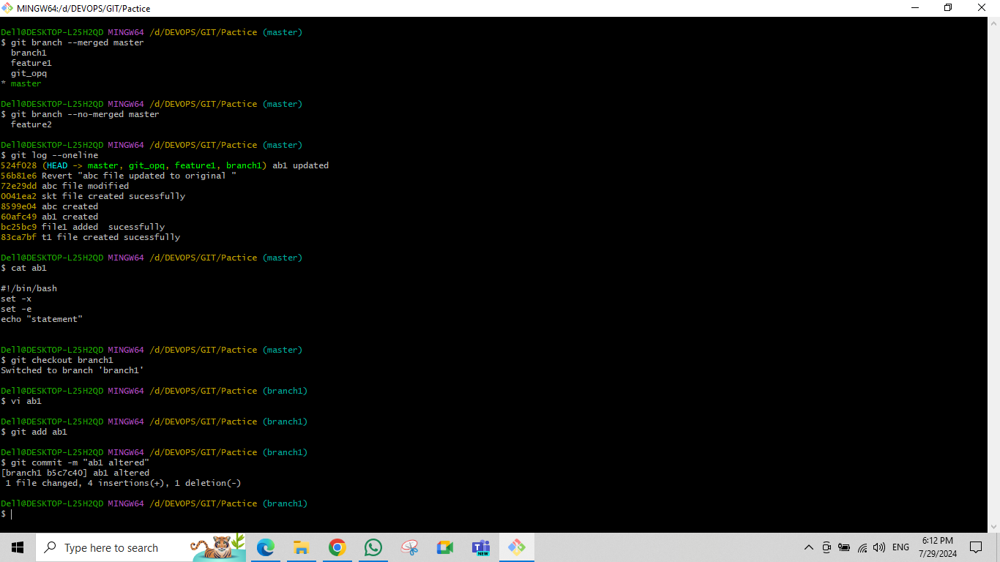 MINGW64:/d/DEVOPS/GIT/Pactice
Dell@DESKTOP-L25H2QD MINGW64 /d/DEVOPS/GIT/Pactice (master)
$ git branch --merged master
  branch1
  feature1
  git_opq
* master
Dell@DESKTOP-L25H2QD MINGW64 /d/DEVOPS/GIT/Pactice (master)
$ git branch --no-merged master
  feature2
Dell@DESKTOP-L25H2QD MINGW64 /d/DEVOPS/GIT/Pactice (master)
$ git log --oneline
524f028 (HEAD -> master, git_opq, feature1, branch1) ab1 updated
56b81e6 Revert "abc file updated to original "
72e29dd abc file modified
0041ea2 skt file created sucessfully
8599e04 abc created
60afc49 ab1 created
bc25bc9 file1 added  sucessfully
83ca7bf t1 file created sucessfully
Dell@DESKTOP-L25H2QD MINGW64 /d/DEVOPS/GIT/Pactice (master)
$ cat ab1
#!/bin/bash
set -x
set -e
echo "statement"
Dell@DESKTOP-L25H2QD MINGW64 /d/DEVOPS/GIT/Pactice (master)
$ git checkout branch1
Switched to branch 'branch1'
Dell@DESKTOP-L25H2QD MINGW64 /d/DEVOPS/GIT/Pactice (branch1)
$ vi ab1
Dell@DESKTOP-L25H2QD MINGW64 /d/DEVOPS/GIT/Pactice (branch1)
$ git add ab1
Dell@DESKTOP-L25H2QD MINGW64 /d/DEVOPS/GIT/Pactice (branch1)
$ git commit -m "ab1 altered"
[branch1 b5c7c40] ab1 altered
 1 file changed, 4 insertions(+), 1 deletion(-)
Dell@DESKTOP-L25H2QD MINGW64 /d/DEVOPS/GIT/Pactice (branch1)
$
Type here to search
NEW
ENG
6:12 PM
7/29/2024